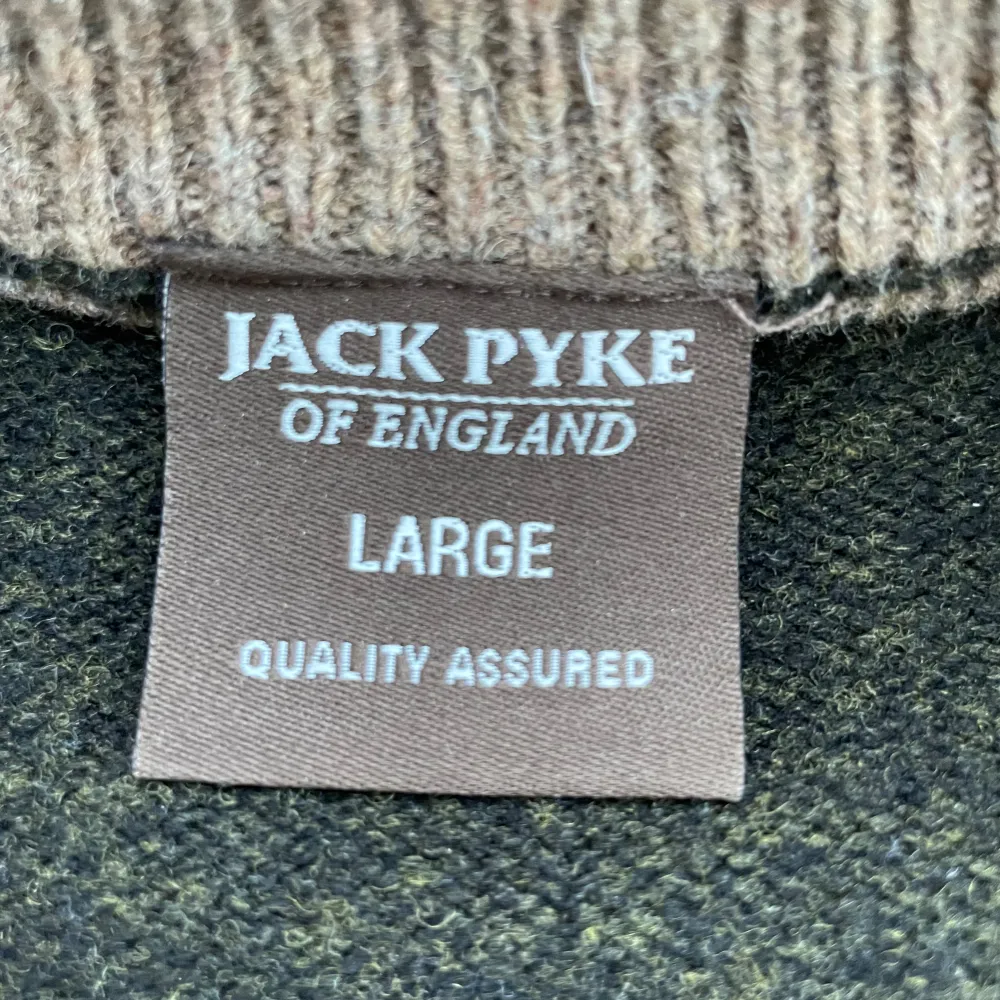 JACK PYKE
OF ENGLAND
LARGE
QUALITY ASSURED